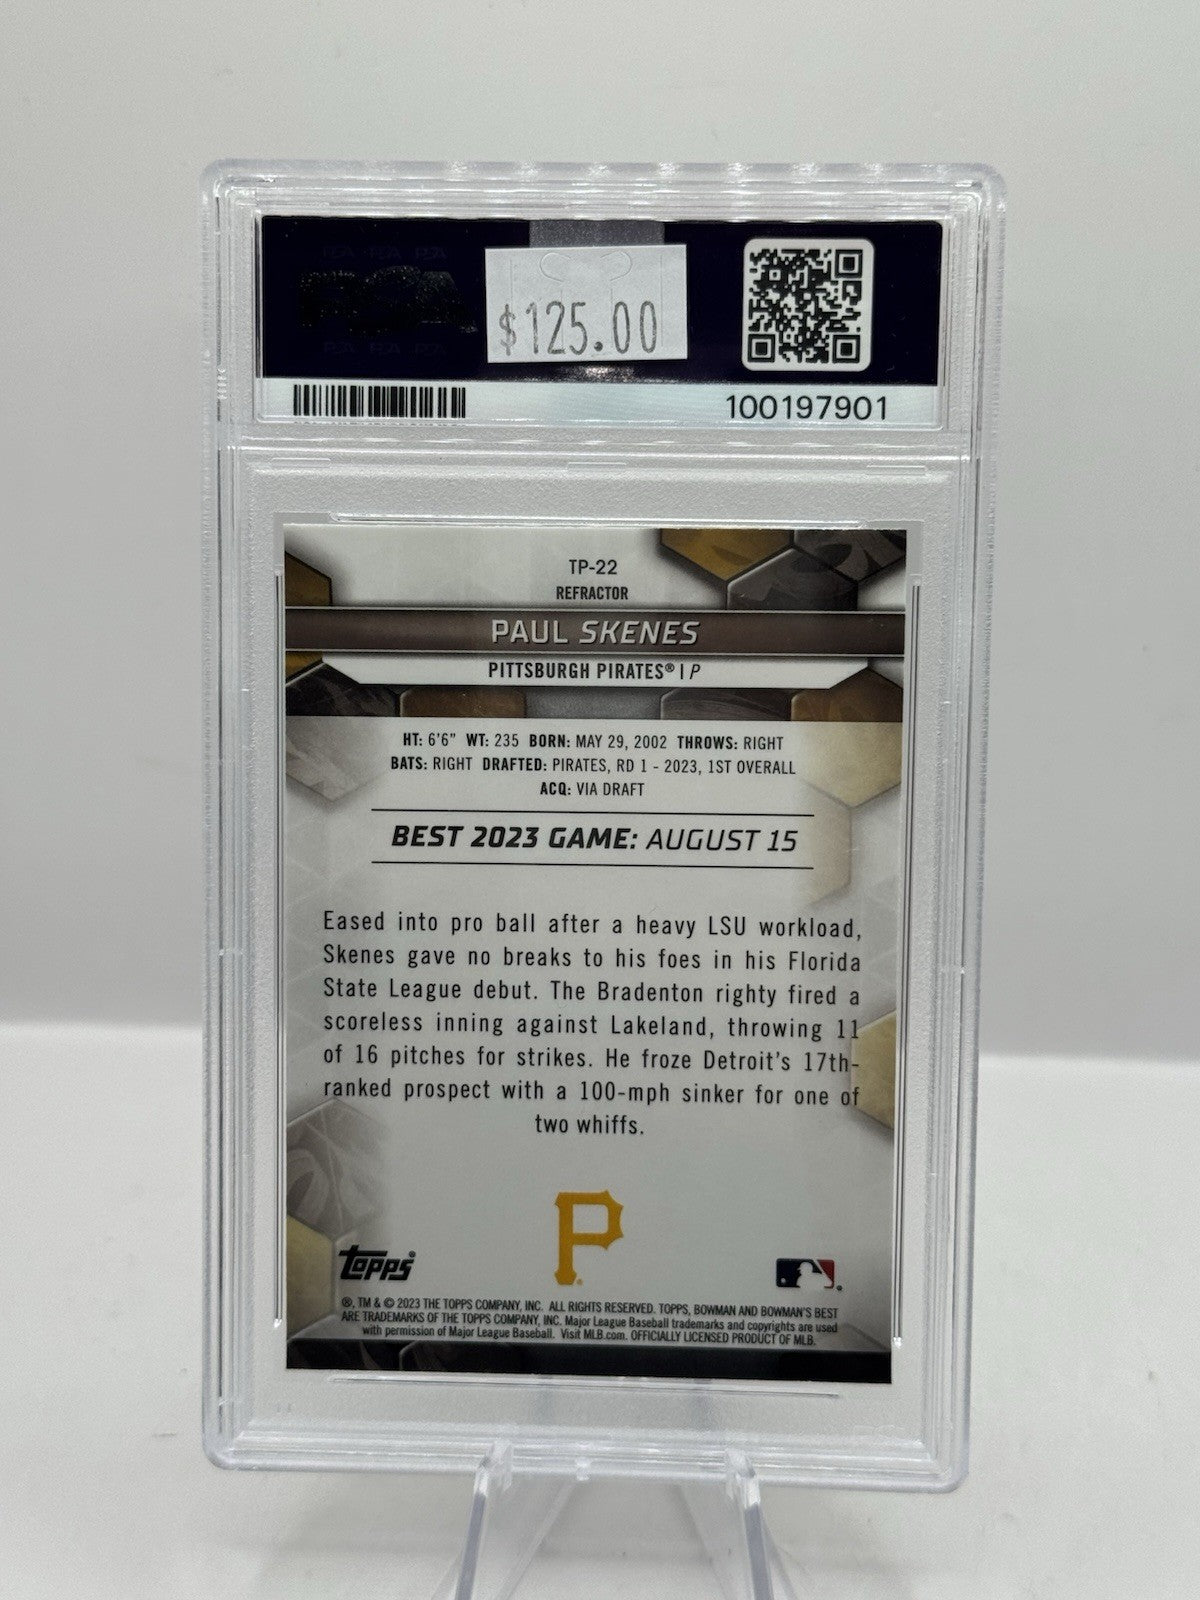 PSA PSA PSA
PSA
PSA PSA PSA
$125.00
100197901
TP-22
REFRACTOR
PAUL SKENES
PITTSBURGH PIRATES® | P
HT: 6'6" WT: 235 BORN: MAY 29, 2002 THROWS: RIGHT
BATS: RIGHT DRAFTED: PIRATES, RD 1 - 2023, 1ST OVERALL
ACQ: VIA DRAFT
BEST 2023 GAME: AUGUST 15
Eased into pro ball after a heavy LSU workload,
Skenes gave no breaks to his foes in his Florida
State League debut. The Bradenton righty fired a
scoreless inning against Lakeland, throwing 11
of 16 pitches for strikes. He froze Detroit's 17th-
ranked prospect with a 100-mph sinker for one of
two whiffs.
P
topps®
®, TM & © 2023 THE TOPPS COMPANY, INC. ALL RIGHTS RESERVED. TOPPS, BOWMAN AND BOWMAN'S BEST
ARE TRADEMARKS OF THE TOPPS COMPANY, INC. Major League Baseball trademarks and copyrights are used
with permission of Major League Baseball. Visit MLB.com. OFFICIALLY LICENSED PRODUCT OF MLB.